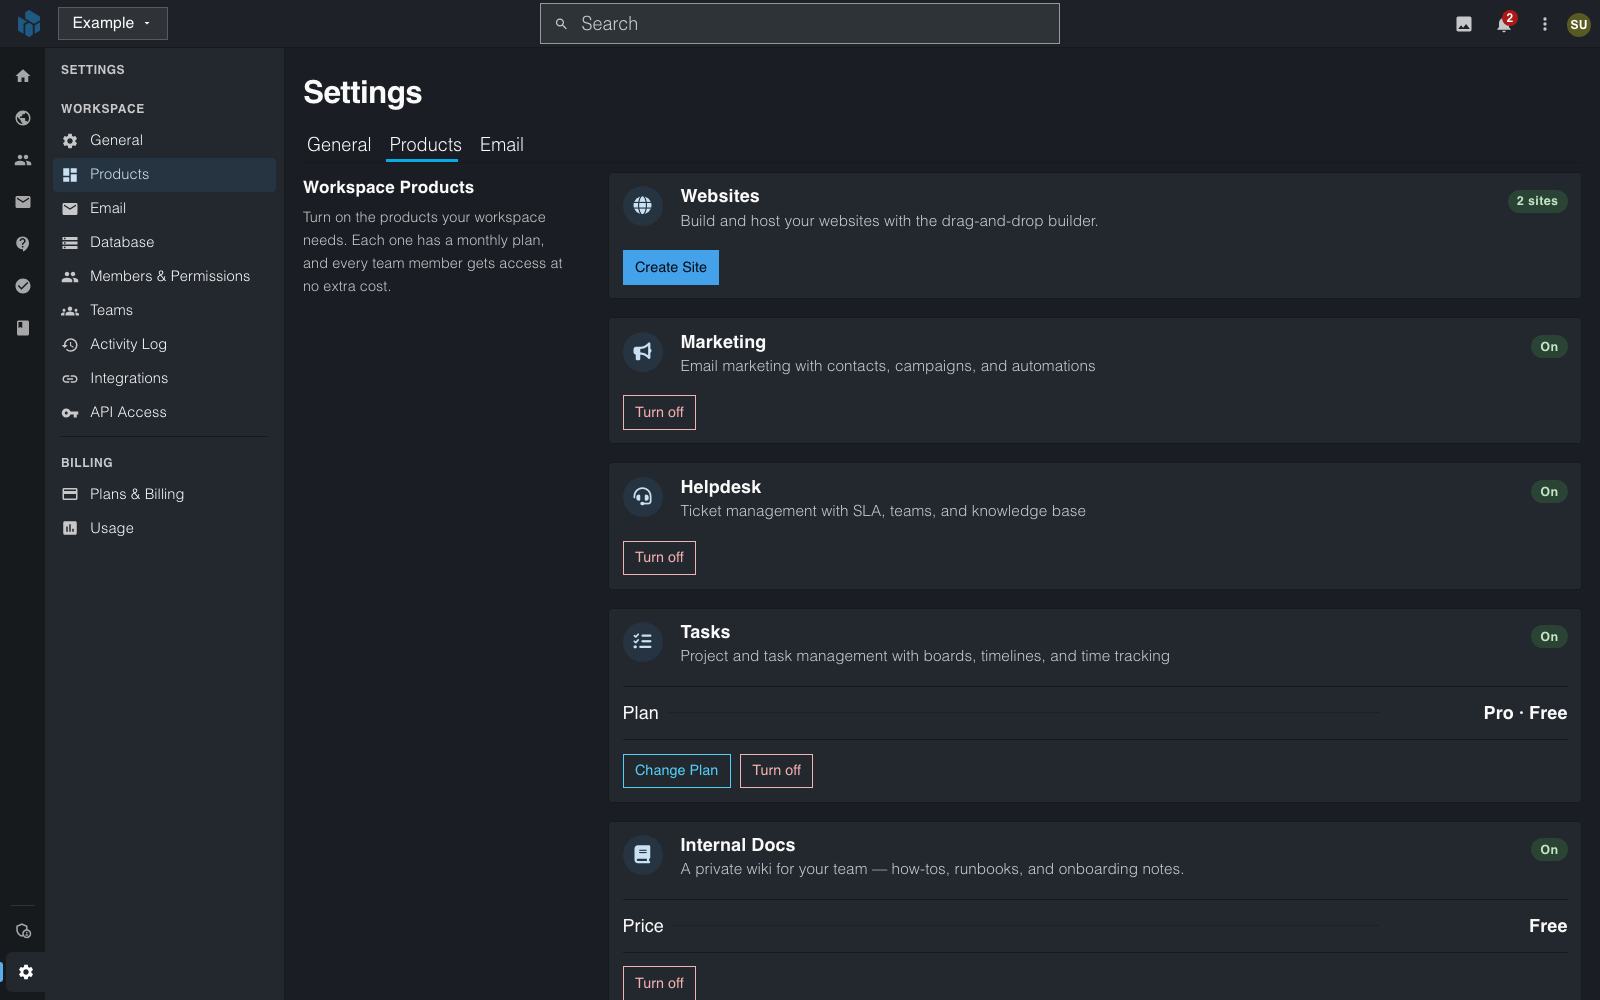 Example
Search
2
SU
SETTINGS
WORKSPACE
General
Products
Email
Database
Members & Permissions
Teams
Activity Log
Integrations
API Access
BILLING
Plans & Billing
Usage
Settings
General Products Email
Workspace Products
Turn on the products your workspace
needs. Each one has a monthly plan,
and every team member gets access at
no extra cost.
Websites
Build and host your websites with the drag-and-drop builder.
2 sites
Create Site
Marketing
Email marketing with contacts, campaigns, and automations
On
Turn off
Helpdesk
Ticket management with SLA, teams, and knowledge base
On
Turn off
Tasks
Project and task management with boards, timelines, and time tracking
On
Plan Pro · Free
Change Plan Turn off
Internal Docs
A private wiki for your team — how-tos, runbooks, and onboarding notes.
On
Price Free
Turn off